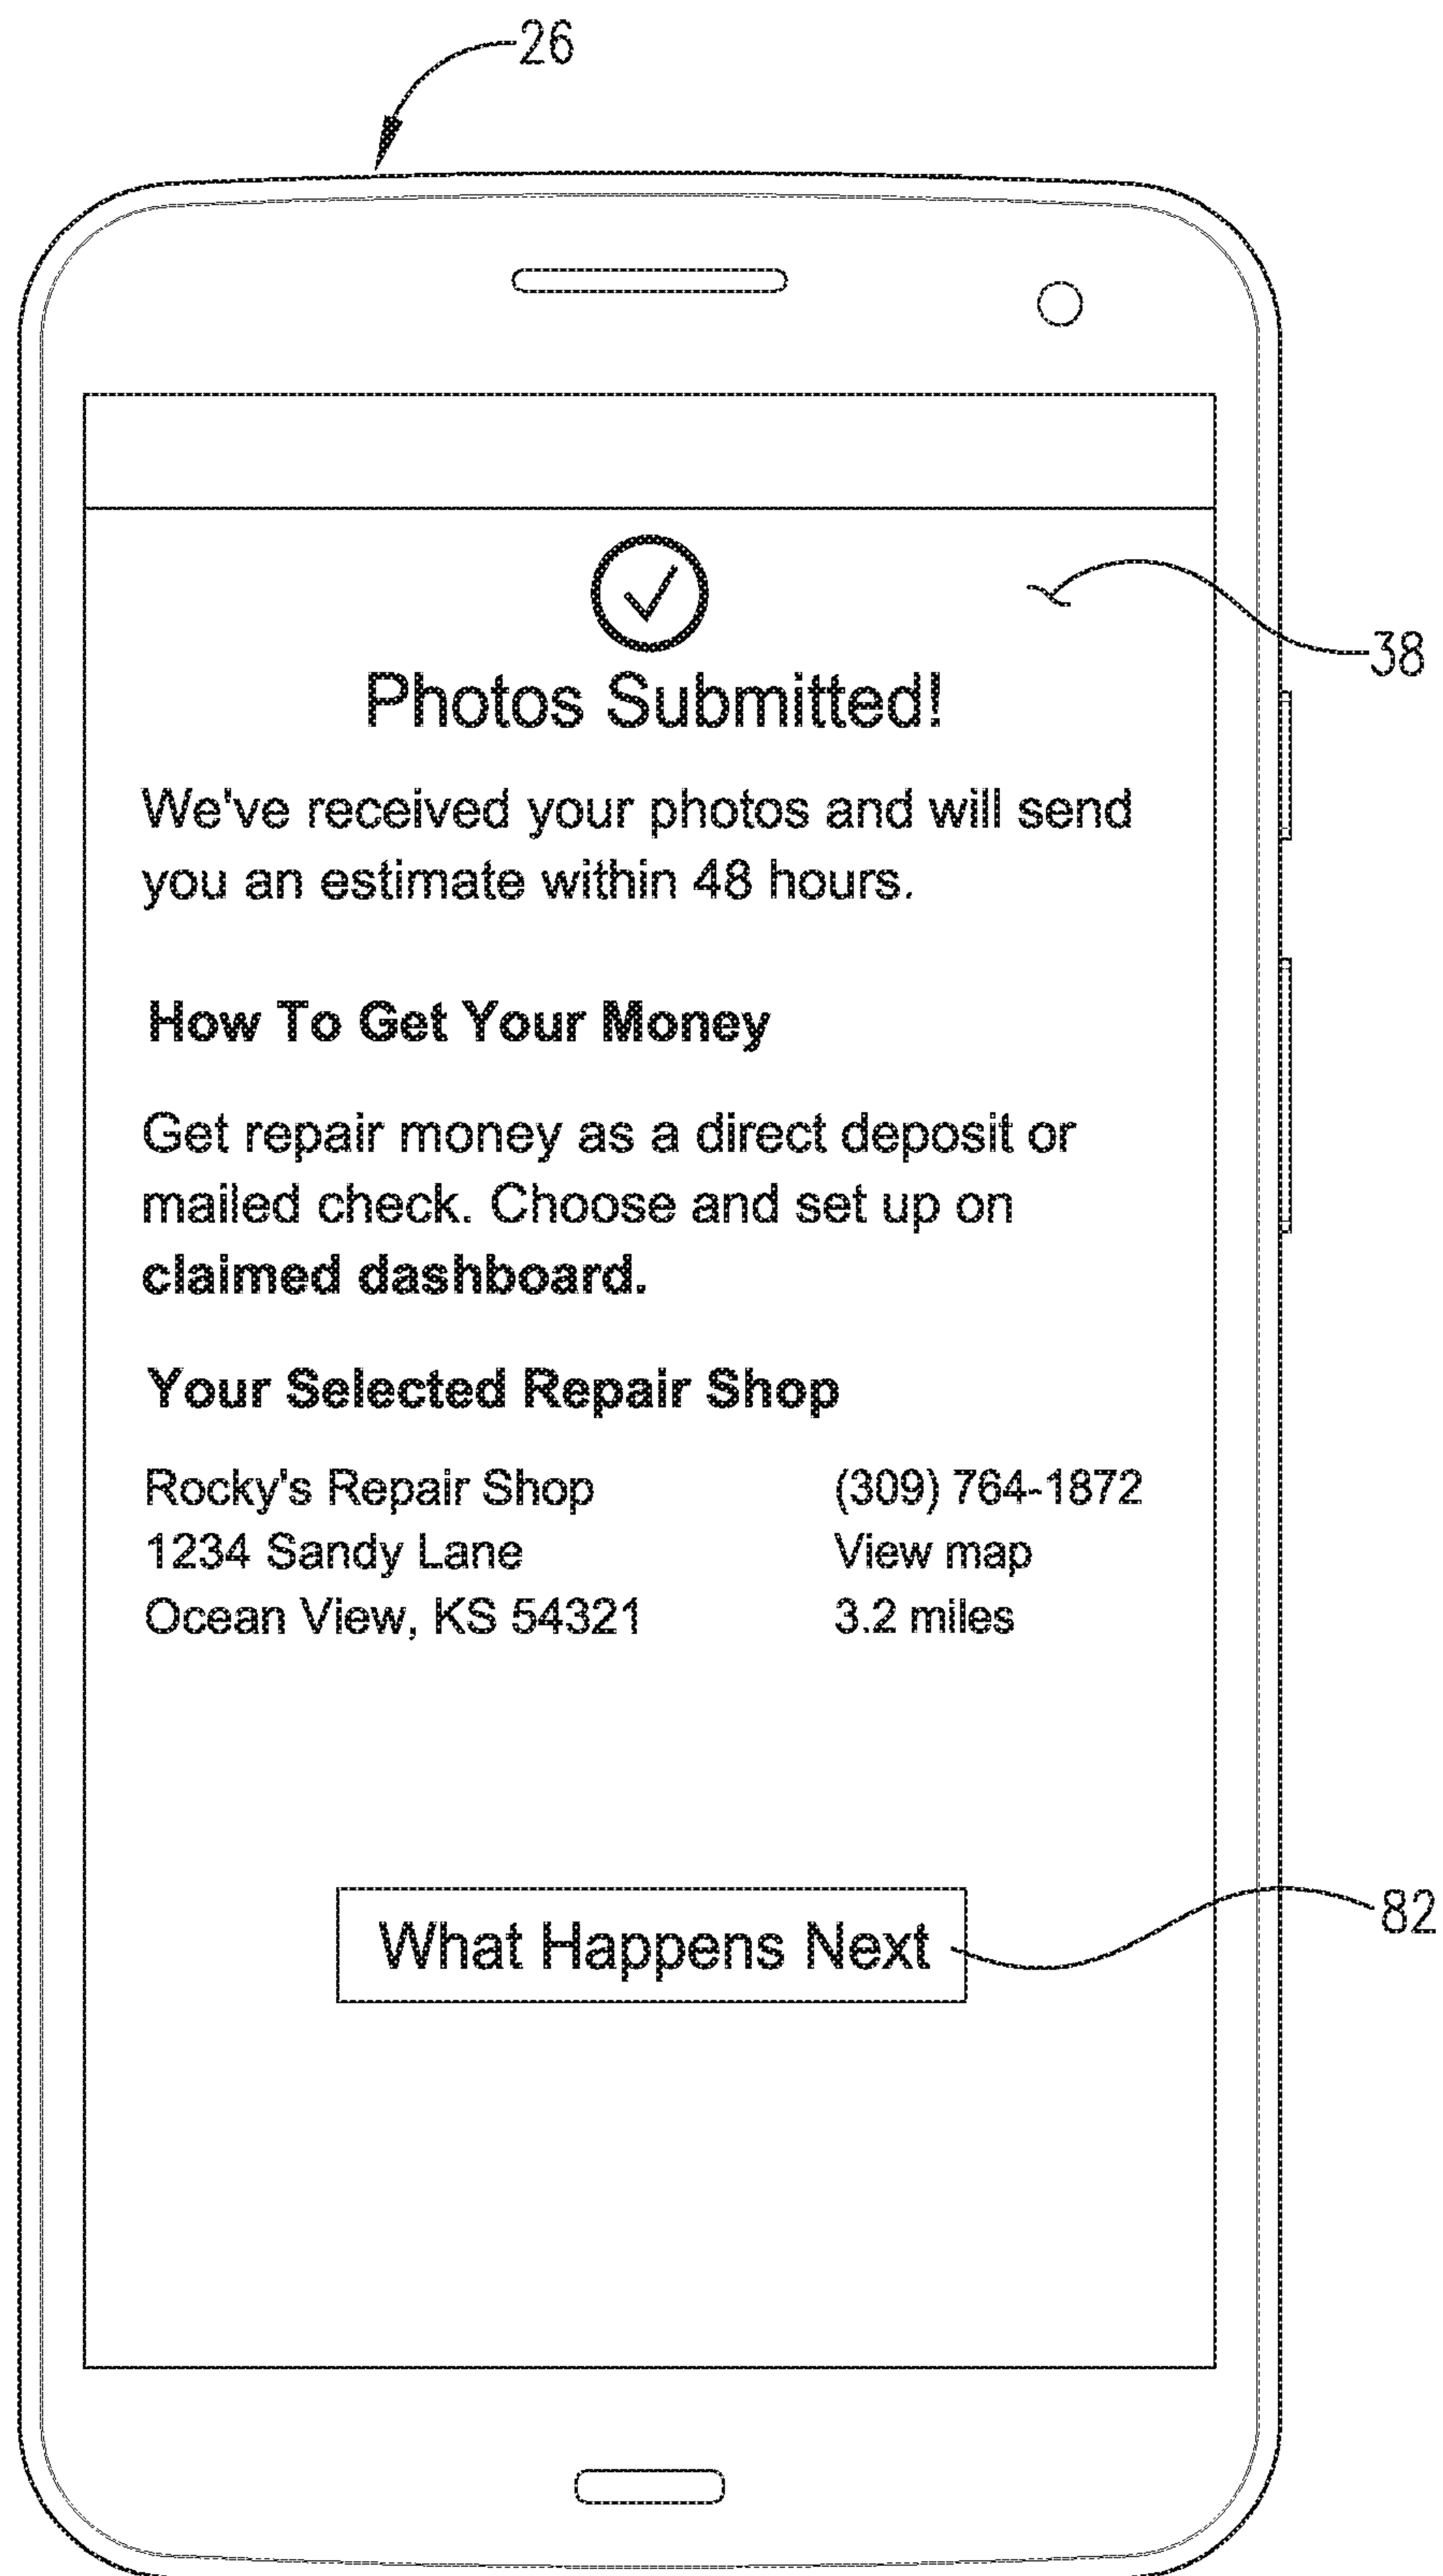 26
38
Photos Submitted!
We've received your photos and will send
you an estimate within 48 hours.
How To Get Your Money
Get repair money as a direct deposit or
mailed check. Choose and set up on
claimed dashboard.
Your Selected Repair Shop
Rocky's Repair Shop (309) 764-1872
1234 Sandy Lane View map
Ocean View, KS 54321 3.2 miles
What Happens Next
82